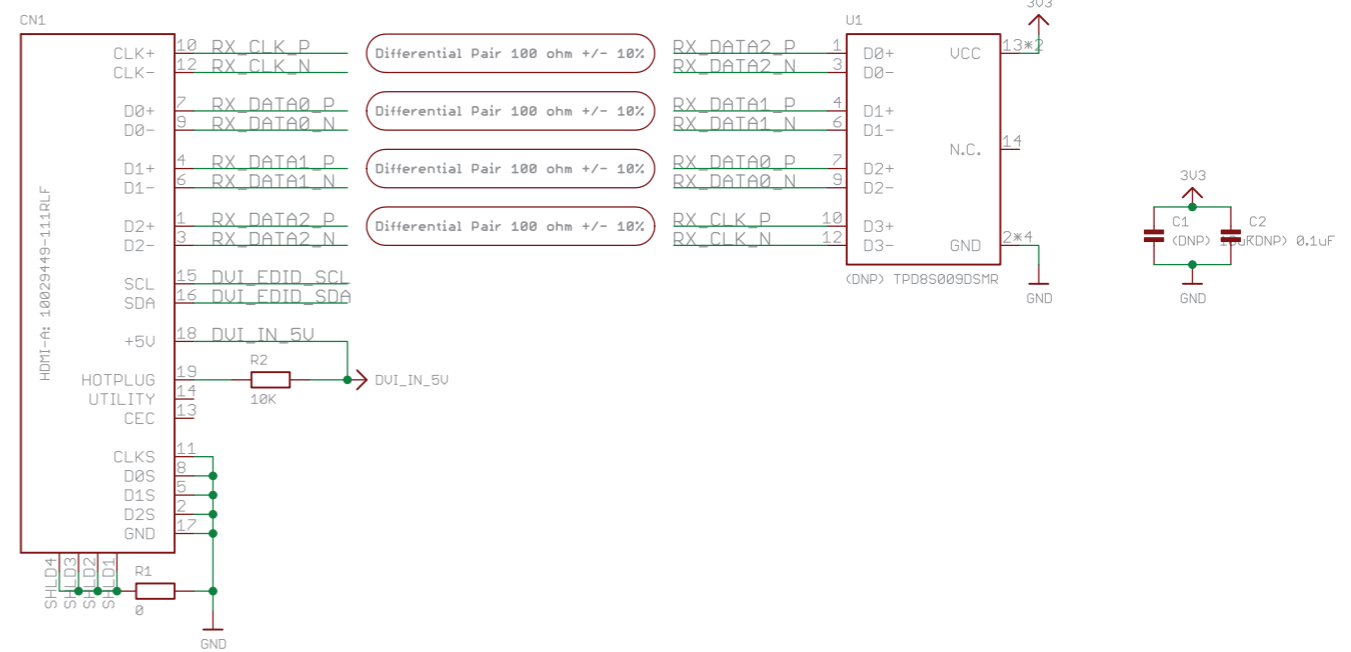 CN1
CLK+ 10 RX_CLK_P
CLK- 12 RX_CLK_N
D0+ 7 RX_DATA0_P
D0- 9 RX_DATA0_N
D1+ 4 RX_DATA1_P
D1- 6 RX_DATA1_N
D2+ 1 RX_DATA2_P
D2- 3 RX_DATA2_N
SCL 15 DVI_EDID_SCL
SDA 16 DVI_EDID_SDA
+5V 18 DVI_IN_5V
HOTPLUG 19
R2
10K
DVI_IN_5V
UTILITY 14
CEC 13
CLKS 11
D0S 8
D1S 5
D2S 2
GND 17
HDMI-A: 10029449-111RLF
SHLD4
SHLD3
SHLD2
SHLD1
R1
0
GND
Differential Pair 100 ohm +/- 10%
Differential Pair 100 ohm +/- 10%
Differential Pair 100 ohm +/- 10%
Differential Pair 100 ohm +/- 10%
U1
RX_DATA2_P 1 D0+
RX_DATA2_N 3 D0-
RX_DATA1_P 4 D1+
RX_DATA1_N 6 D1-
RX_DATA0_P 7 D2+
RX_DATA0_N 9 D2-
RX_CLK_P 10 D3+
RX_CLK_N 12 D3-
3V3
VCC 13*2
N.C. 14
GND 2*4
(DNP) TPD8S009DSMR
GND
3V3
C1
(DNP)
C2
(DNP) 0.1uF
GND